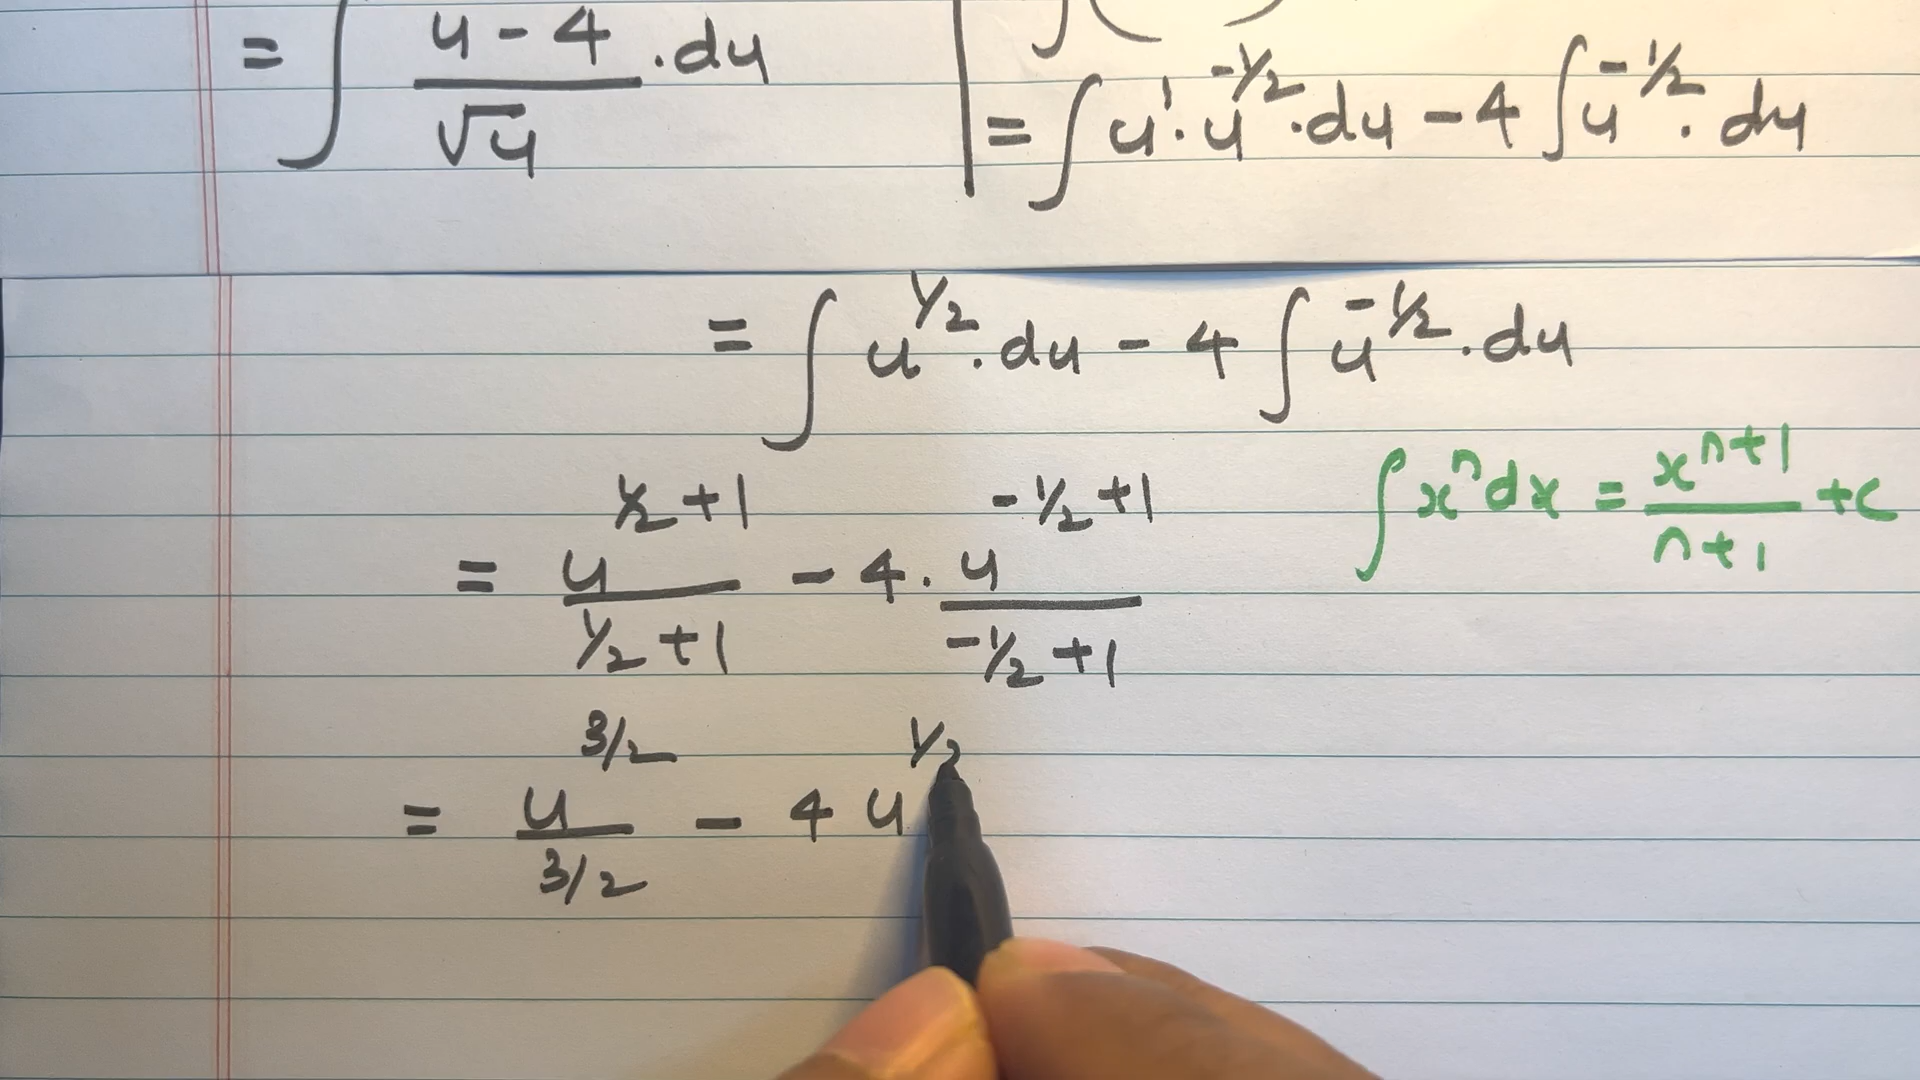 = ∫ (u - 4)/√u . du
= ∫ u¹ . u^(-1/2) . du - 4 ∫ u^(-1/2) . du
= ∫ u^(1/2) . du - 4 ∫ u^(-1/2) . du
∫ xⁿ dx = x^(n+1)/(n+1) + c
= u^(1/2 + 1)/(1/2 + 1) - 4 . u^(-1/2 + 1)/(-1/2 + 1)
= u^(3/2)/(3/2) - 4 u^(1/2)